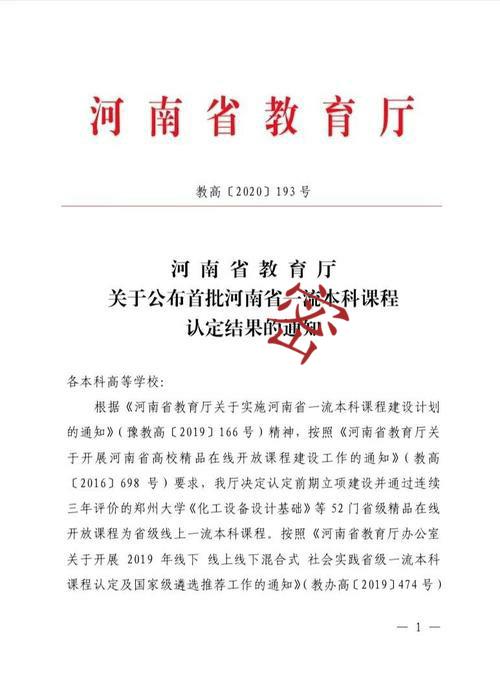 河南省教育厅
教高〔2020〕193号
河南省教育厅
关于公布首批河南省一流本科课程
认定结果的通知
密
各本科高等学校:
根据《河南省教育厅关于实施河南省一流本科课程建设计划
的通知》(豫教高〔2019〕166号)精神,按照《河南省教育厅关
于开展河南省高校精品在线开放课程建设工作的通知》(教高
〔2016〕698 号)要求,我厅决定认定前期立项建设并通过连续
三年评价的郑州大学《化工设备设计基础》等 52 门省级精品在线
开放课程为省级线上一流本科课程。按照《河南省教育厅办公室
关于开展 2019 年线下 线上线下混合式 社会实践省级一流本科
课程认定及国家级遴选推荐工作的通知》(教办高〔2019〕474 号)
— 1 —